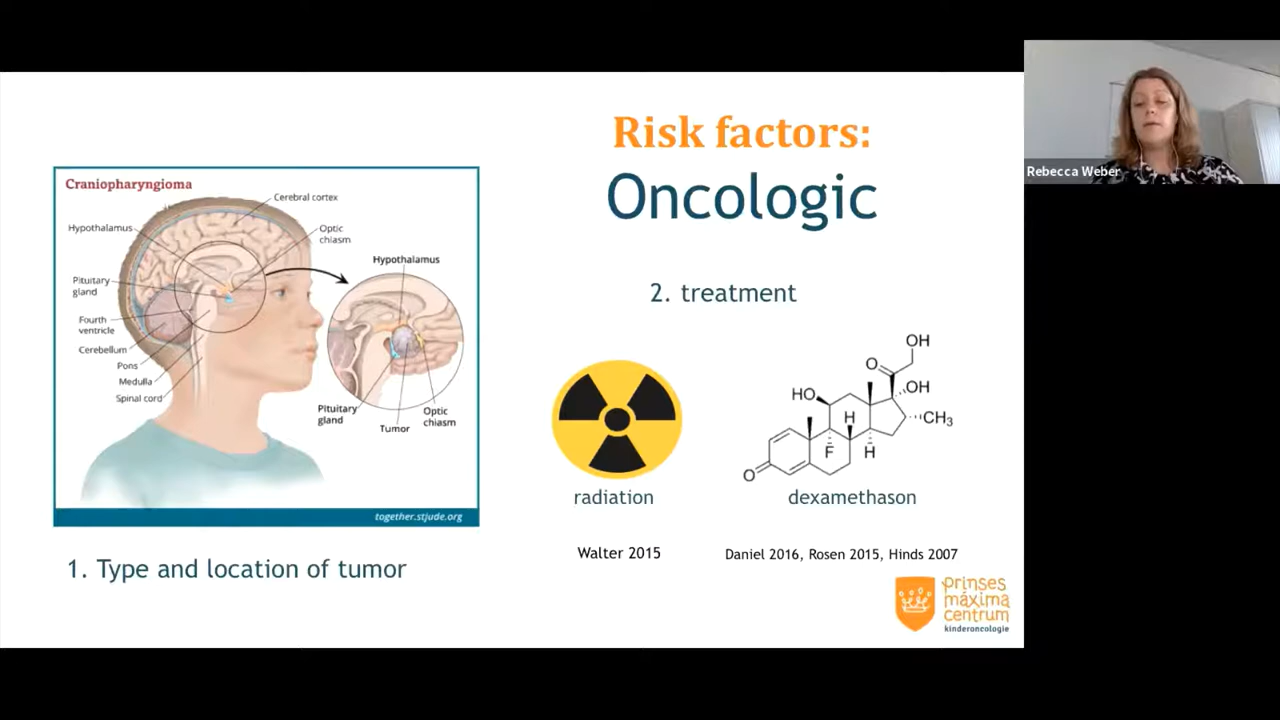 Risk factors:
Oncologic
Craniopharyngioma
Cerebral cortex
Hypothalamus
Optic
chiasm
Pituitary
gland
Fourth
ventricle
Cerebellum
Pons
Medulla
Spinal cord
Hypothalamus
Pituitary
gland
Tumor
Optic
chiasm
together.stjude.org
1. Type and location of tumor
2. treatment
radiation
Walter 2015
OH
O
OH
HO
H
CH3
F
H
O
dexamethason
Daniel 2016, Rosen 2015, Hinds 2007
prinses
máxima
centrum
kinderoncologie
Rebecca Weber